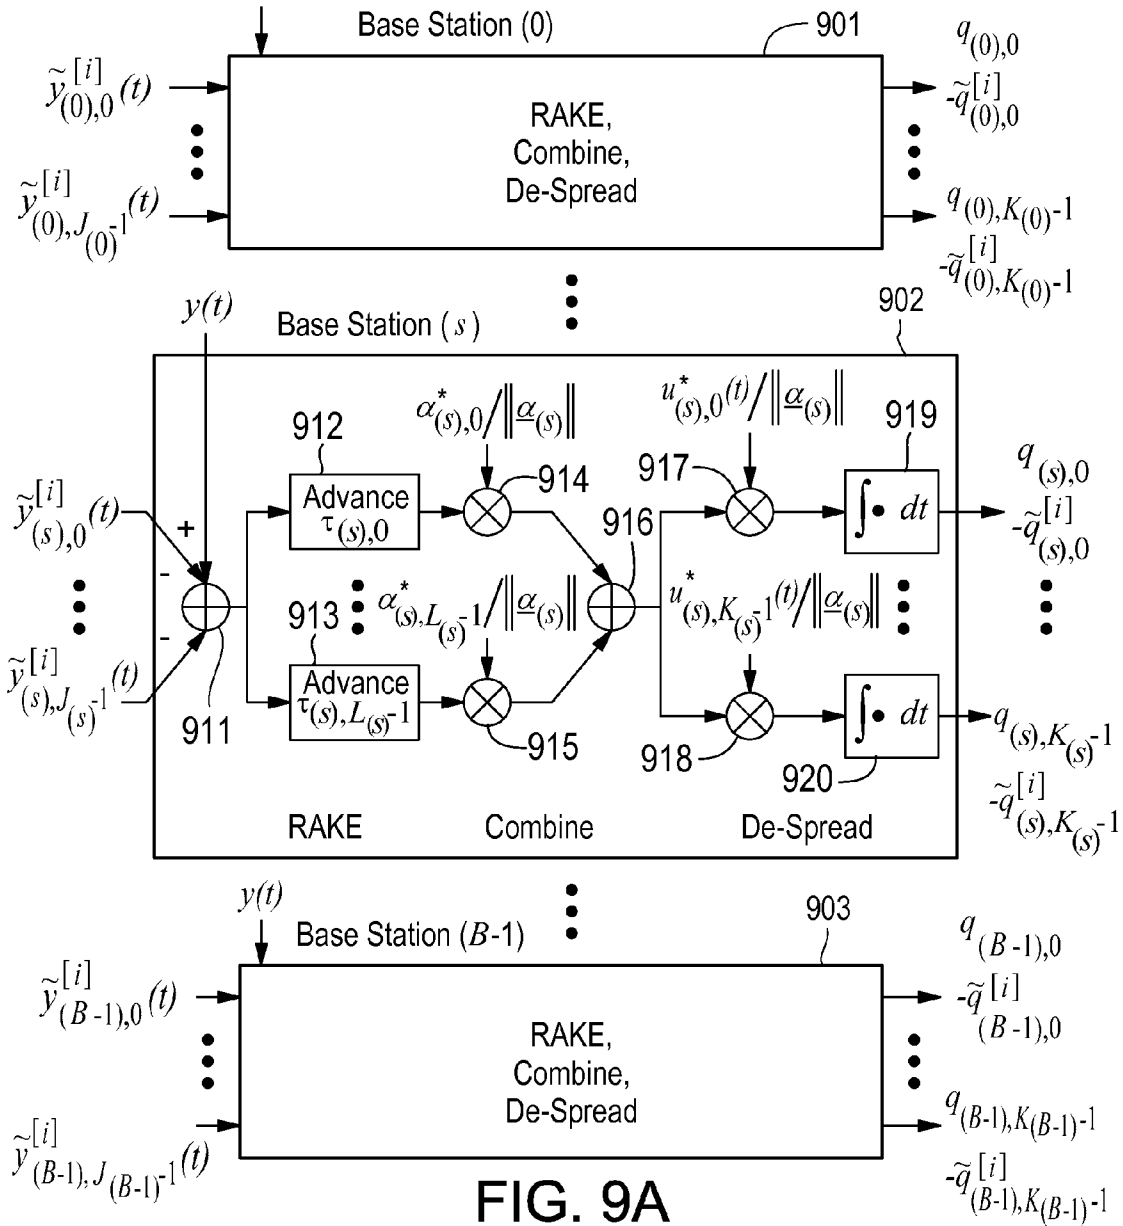 Base Station (0)
901
ỹ[i](0),0(t)
q(0),0
-q̃[i](0),0
RAKE,
Combine,
De-Spread
ỹ[i](0),J(0)-1(t)
q(0),K(0)-1
-q̃[i](0),K(0)-1
y(t)
Base Station (s)
902
α*(s),0/‖α(s)‖
u*(s),0(t)/‖α(s)‖
912
914
917
919
Advance
τ(s),0
∫• dt
ỹ[i](s),0(t)
q(s),0
-q̃[i](s),0
+
-
-
916
α*(s),L(s)-1/‖α(s)‖
u*(s),K(s)-1(t)/‖α(s)‖
913
Advance
τ(s),L(s)-1
∫• dt
ỹ[i](s),J(s)-1(t)
911
915
918
920
q(s),K(s)-1
-q̃[i](s),K(s)-1
RAKE
Combine
De-Spread
y(t)
Base Station (B-1)
903
ỹ[i](B-1),0(t)
q(B-1),0
-q̃[i](B-1),0
RAKE,
Combine,
De-Spread
ỹ[i](B-1),J(B-1)-1(t)
q(B-1),K(B-1)-1
-q̃[i](B-1),K(B-1)-1
FIG. 9A